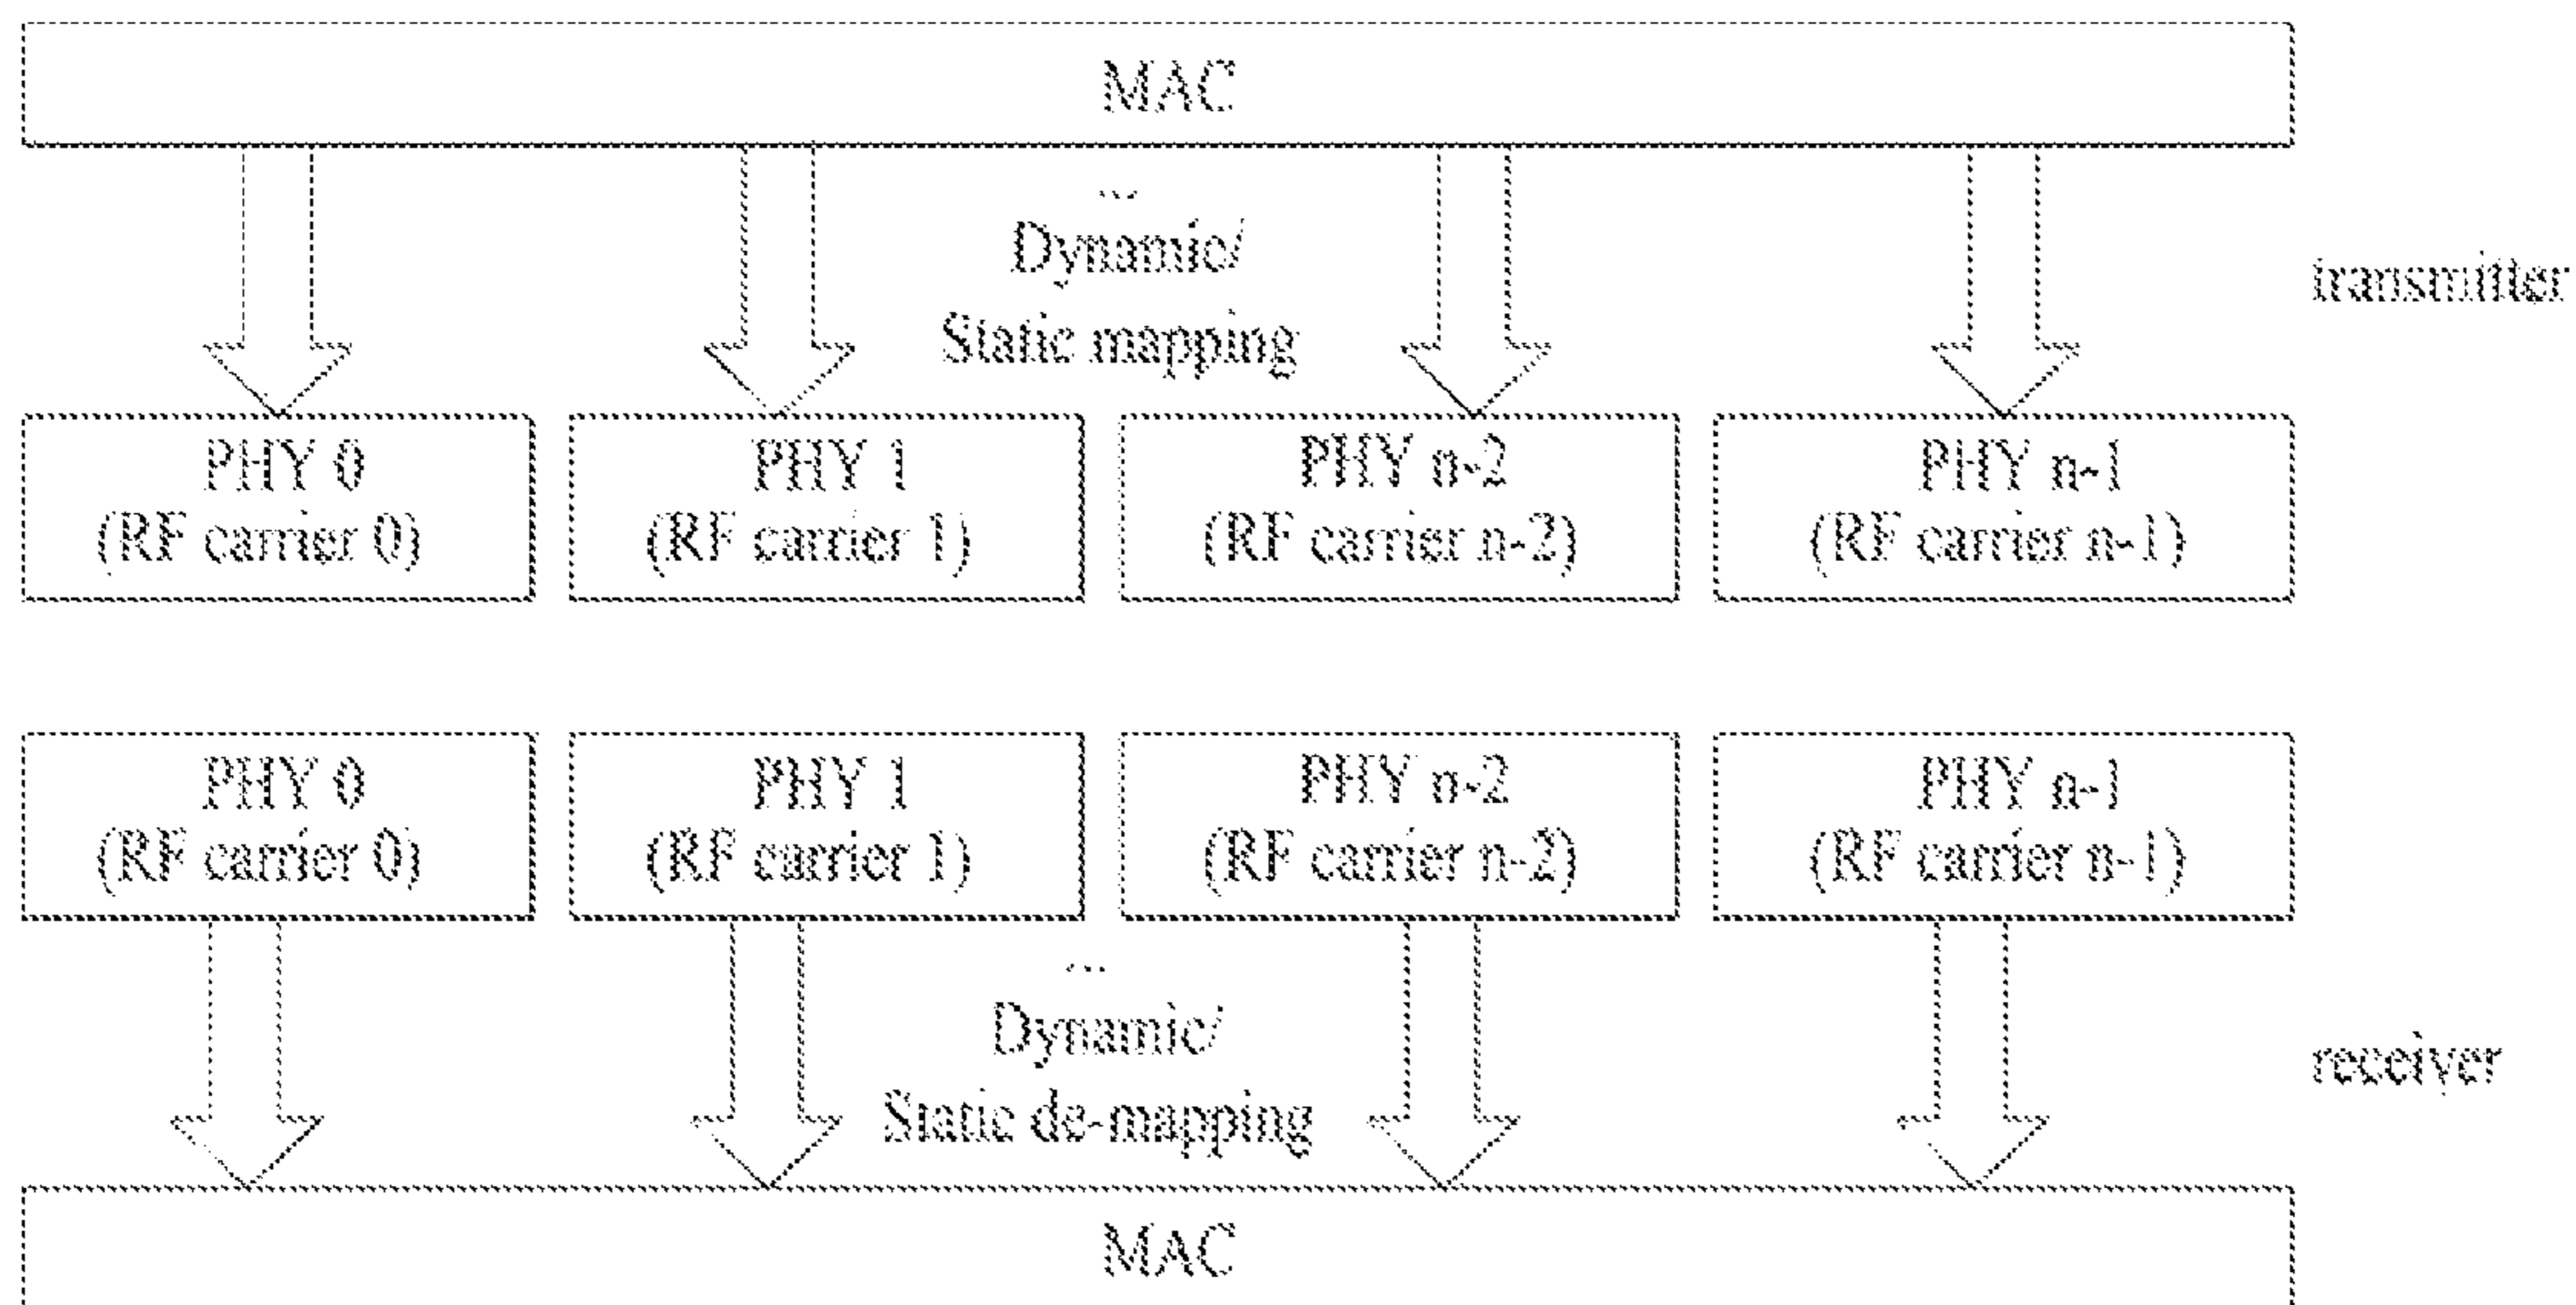 MAC
...
Dynamic/
Static mapping
transmitter
PHY 0
(RF carrier 0)
PHY 1
(RF carrier 1)
PHY n-2
(RF carrier n-2)
PHY n-1
(RF carrier n-1)
PHY 0
(RF carrier 0)
PHY 1
(RF carrier 1)
PHY n-2
(RF carrier n-2)
PHY n-1
(RF carrier n-1)
...
Dynamic/
Static de-mapping
receiver
MAC